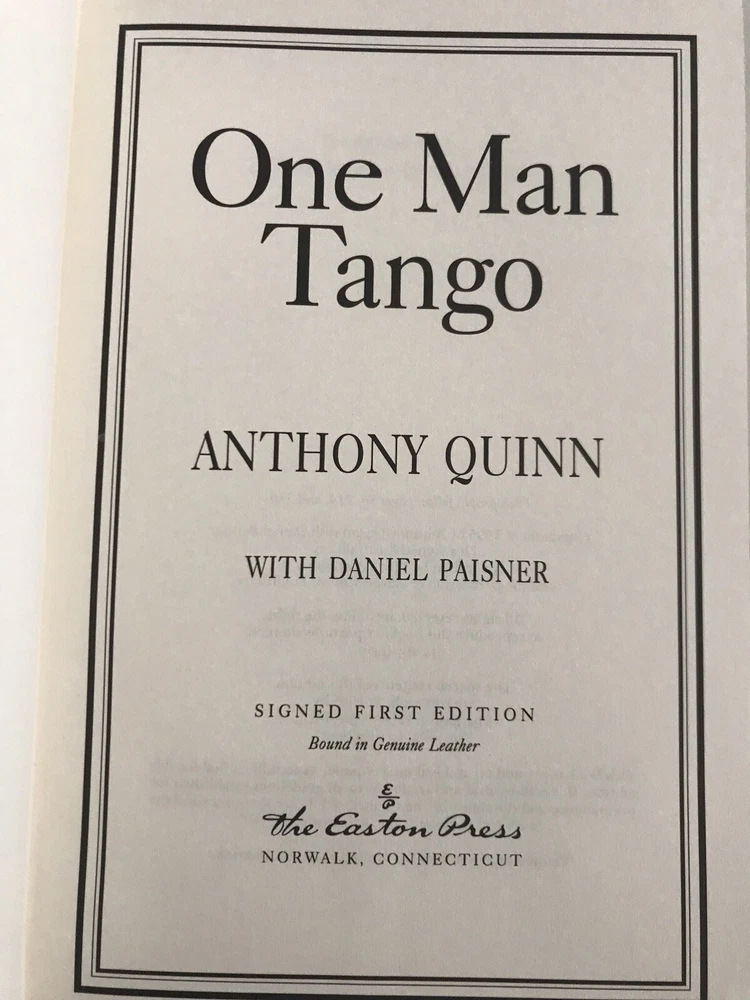 One Man
Tango
ANTHONY QUINN
WITH DANIEL PAISNER
SIGNED FIRST EDITION
Bound in Genuine Leather
E
P
The Easton Press
NORWALK, CONNECTICUT